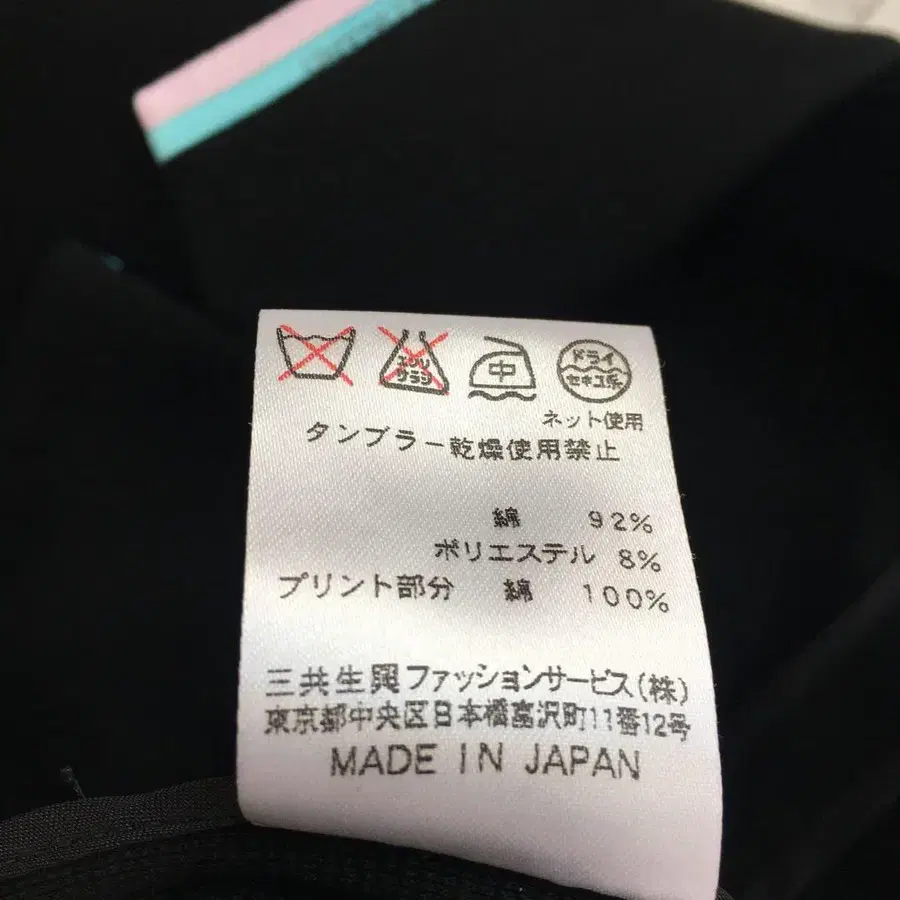 エンソ
サラシ
中
ドライ
セキユ系
ネット使用
タンブラー乾燥使用禁止
綿 92%
ポリエステル 8%
プリント部分 綿 100%
三共生興ファッションサービス(株)
東京都中央区日本橋富沢町11番12号
MADE IN JAPAN